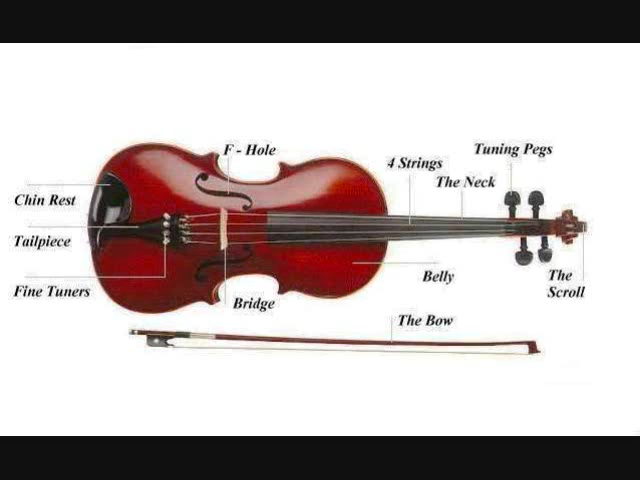 F - Hole
Tuning Pegs
4 Strings
The Neck
Chin Rest
Tailpiece
Belly
The
Scroll
Fine Tuners
Bridge
The Bow